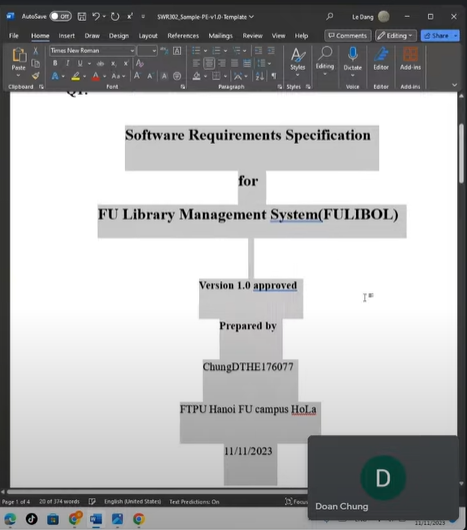 AutoSave Off SWR302_Sample-PE-v1.0-Template Le Dang
File Home Insert Draw Design Layout References Mailings Review View Help Comments Editing Share
Times New Roman
Paste Styles Editing Dictate Editor Add-ins
Clipboard Font Paragraph Styles Voice Editor Add-ins
Q1.
Software Requirements Specification
for
FU Library Management System(FULIBOL)
Version 1.0 approved
Prepared by
ChungDTHE176077
FTPU Hanoi FU campus HoLa
11/11/2023
D
Doan Chung
Page 1 of 4 20 of 374 words English (United States) Text Predictions: On Focus
11/11/2023